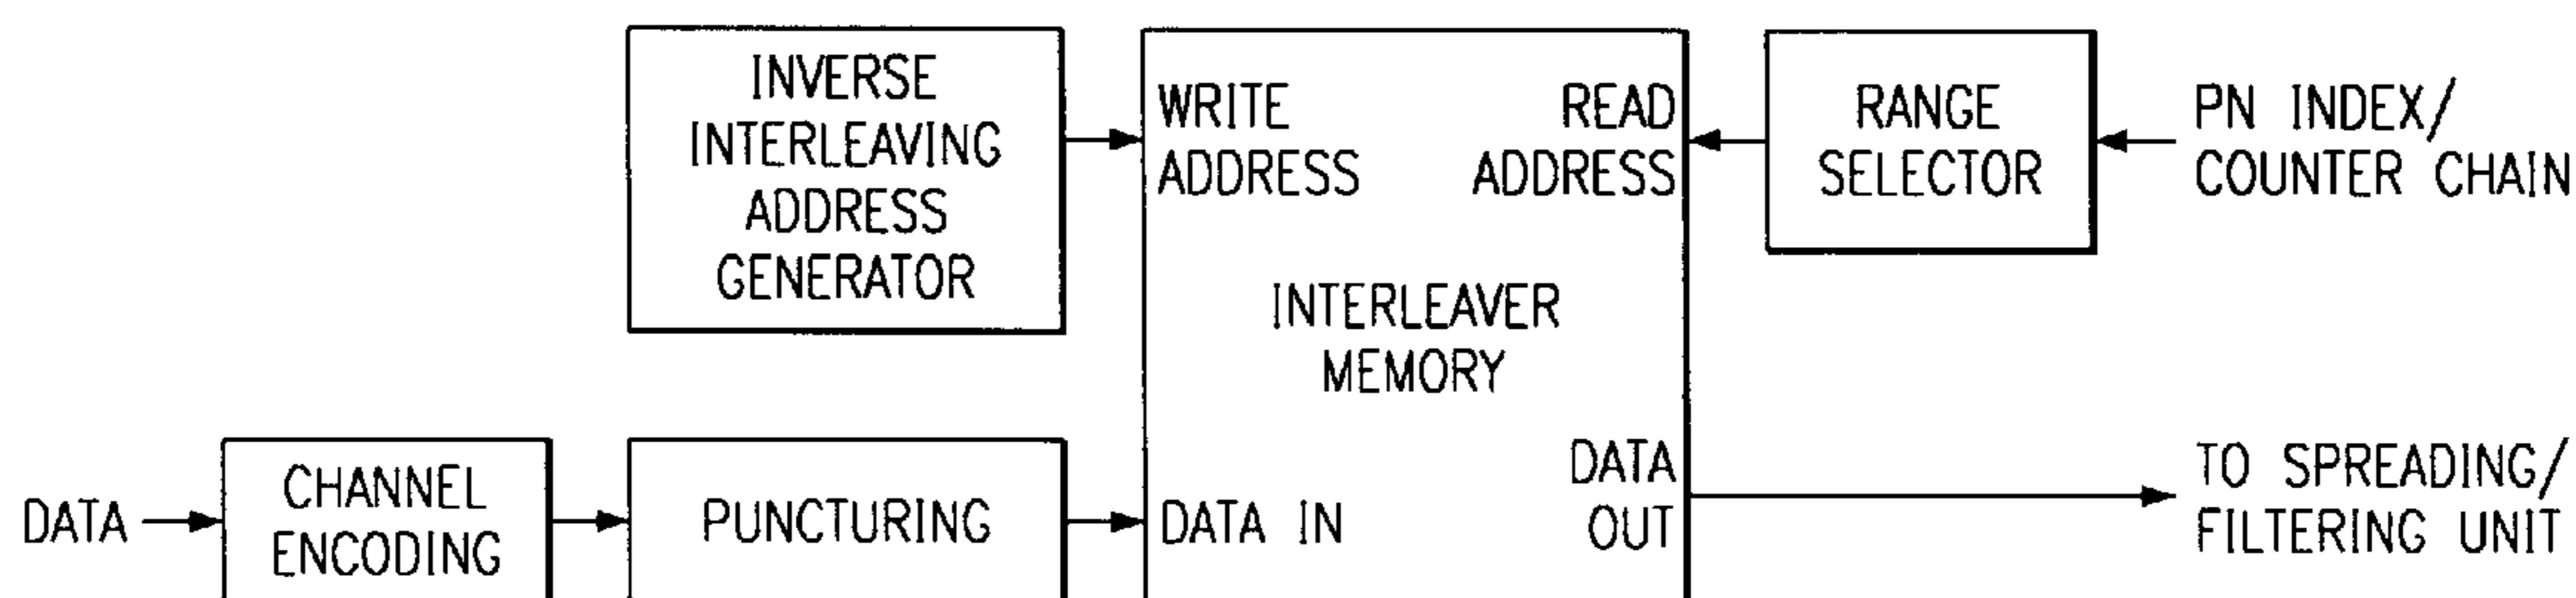 INVERSE
INTERLEAVING
ADDRESS
GENERATOR
WRITE
ADDRESS
READ
ADDRESS
RANGE
SELECTOR
PN INDEX/
COUNTER CHAIN
INTERLEAVER
MEMORY
DATA
CHANNEL
ENCODING
PUNCTURING
DATA IN
DATA
OUT
TO SPREADING/
FILTERING UNIT